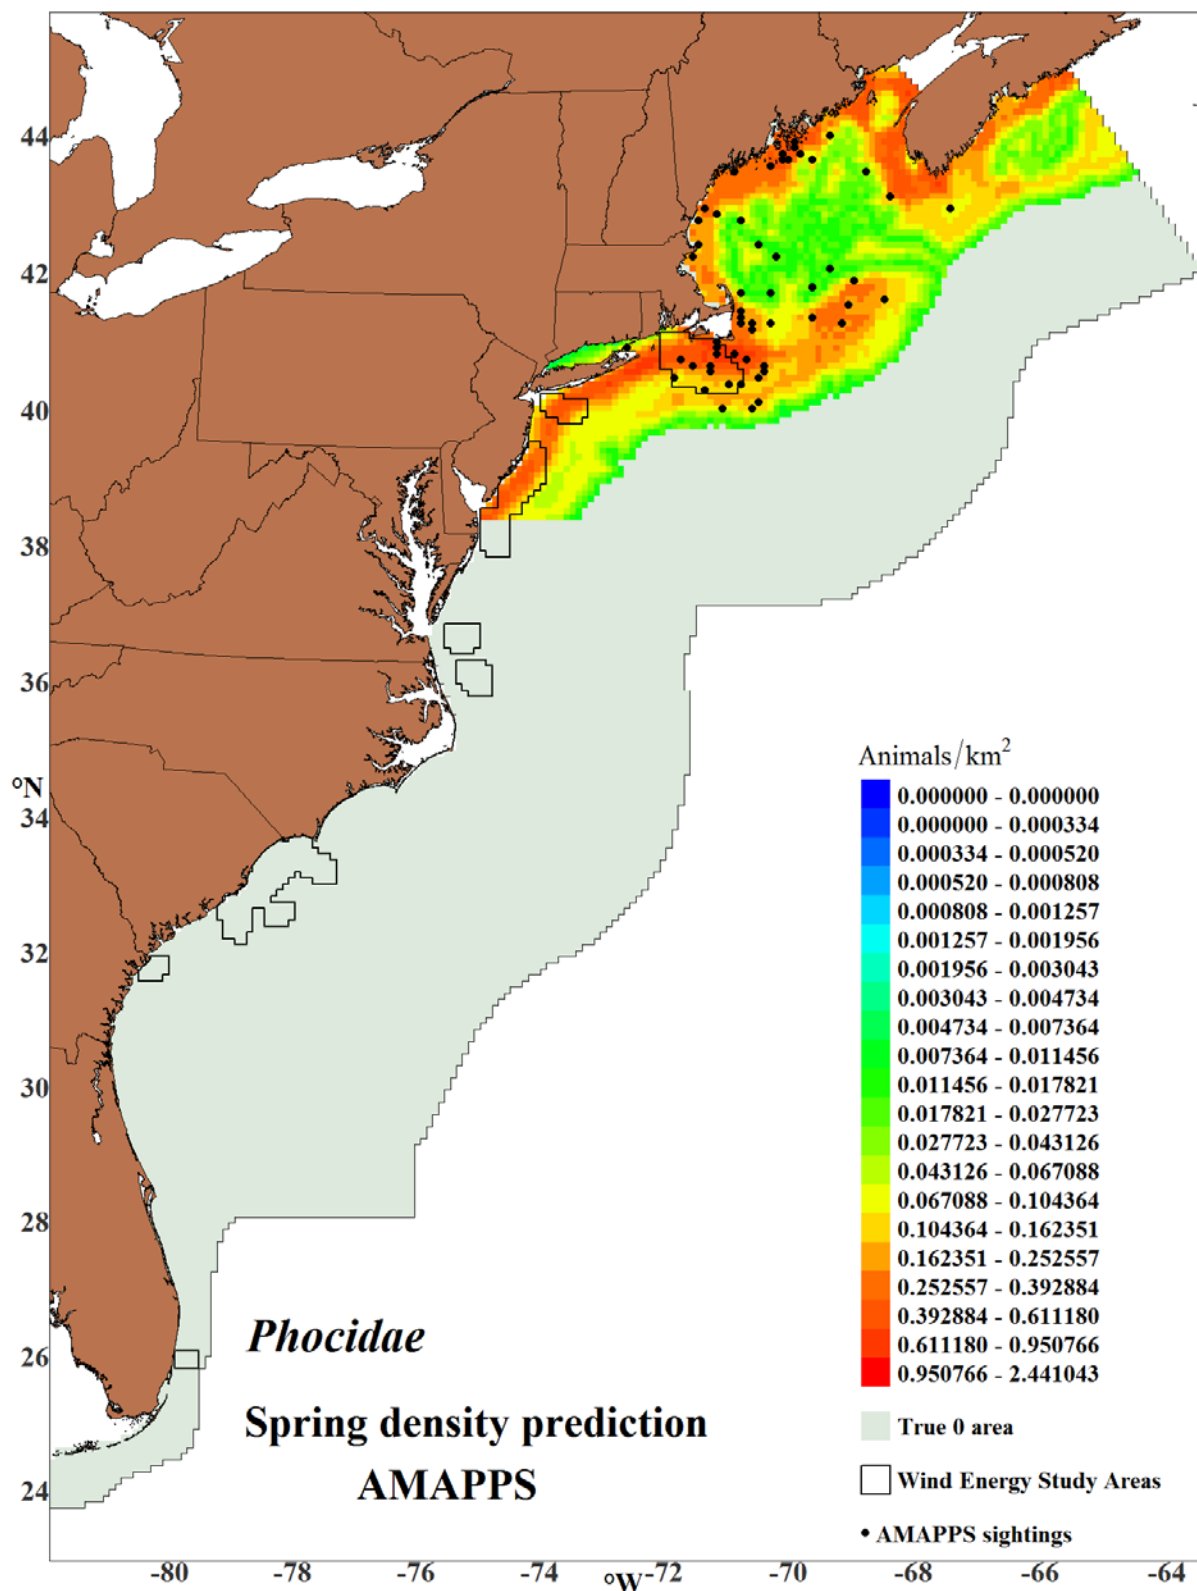 44
42
40
38
36
°N
34
32
30
28
26
24
Animals/km²
0.000000 - 0.000000
0.000000 - 0.000334
0.000334 - 0.000520
0.000520 - 0.000808
0.000808 - 0.001257
0.001257 - 0.001956
0.001956 - 0.003043
0.003043 - 0.004734
0.004734 - 0.007364
0.007364 - 0.011456
0.011456 - 0.017821
0.017821 - 0.027723
0.027723 - 0.043126
0.043126 - 0.067088
0.067088 - 0.104364
0.104364 - 0.162351
0.162351 - 0.252557
0.252557 - 0.392884
0.392884 - 0.611180
0.611180 - 0.950766
0.950766 - 2.441043
True 0 area
Wind Energy Study Areas
AMAPPS sightings
Phocidae
Spring density prediction
AMAPPS
-80 -78 -76 -74 -72 -70 -68 -66 -64
°W